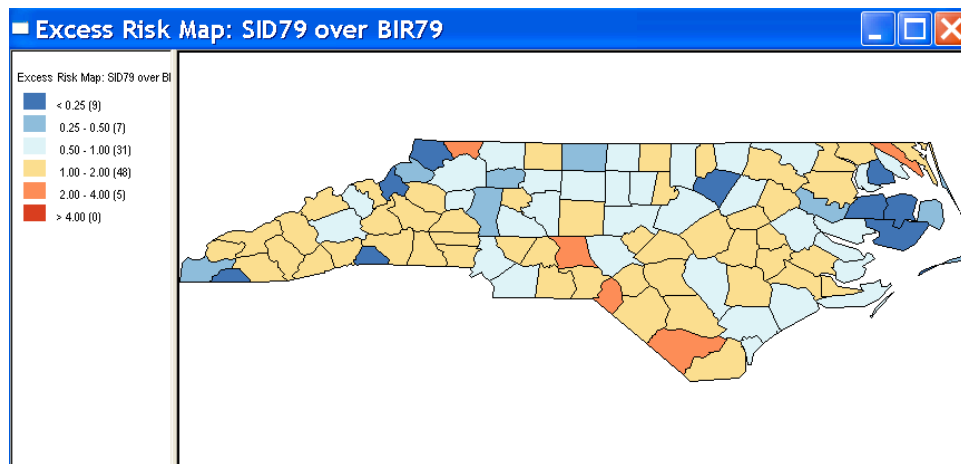 Excess Risk Map: SID79 over BIR79
Excess Risk Map: SID79 over BI
< 0.25 (9)
0.25 - 0.50 (7)
0.50 - 1.00 (31)
1.00 - 2.00 (48)
2.00 - 4.00 (5)
> 4.00 (0)